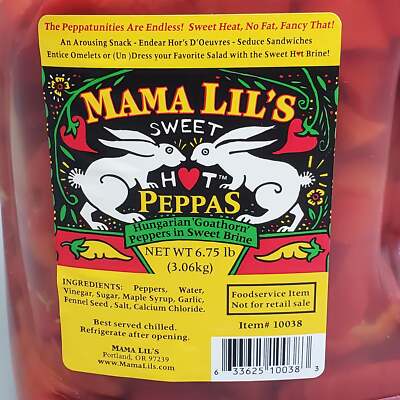 The Peppatunities Are Endless! Sweet Heat, No Fat, Fancy That!
An Arousing Snack - Endear Hor's D'Oeuvres - Seduce Sandwiches
Entice Omelets or (Un )Dress your Favorite Salad with the Sweet H♥t Brine!
MAMA LIL'S
SWEET
H♥T™
PEPPAS
Hungarian 'Goathorn'
Peppers in Sweet Brine
NET WT 6.75 lb
(3.06kg)
INGREDIENTS: Peppers, Water,
Vinegar, Sugar, Maple Syrup, Garlic,
Fennel Seed , Salt, Calcium Chloride.
Best served chilled.
Refrigerate after opening.
MAMA LIL'S
Portland, OR 97239
www.MamaLils.com
Foodservice Item
Not for retail sale
Item# 10038
6 33625 10038 3